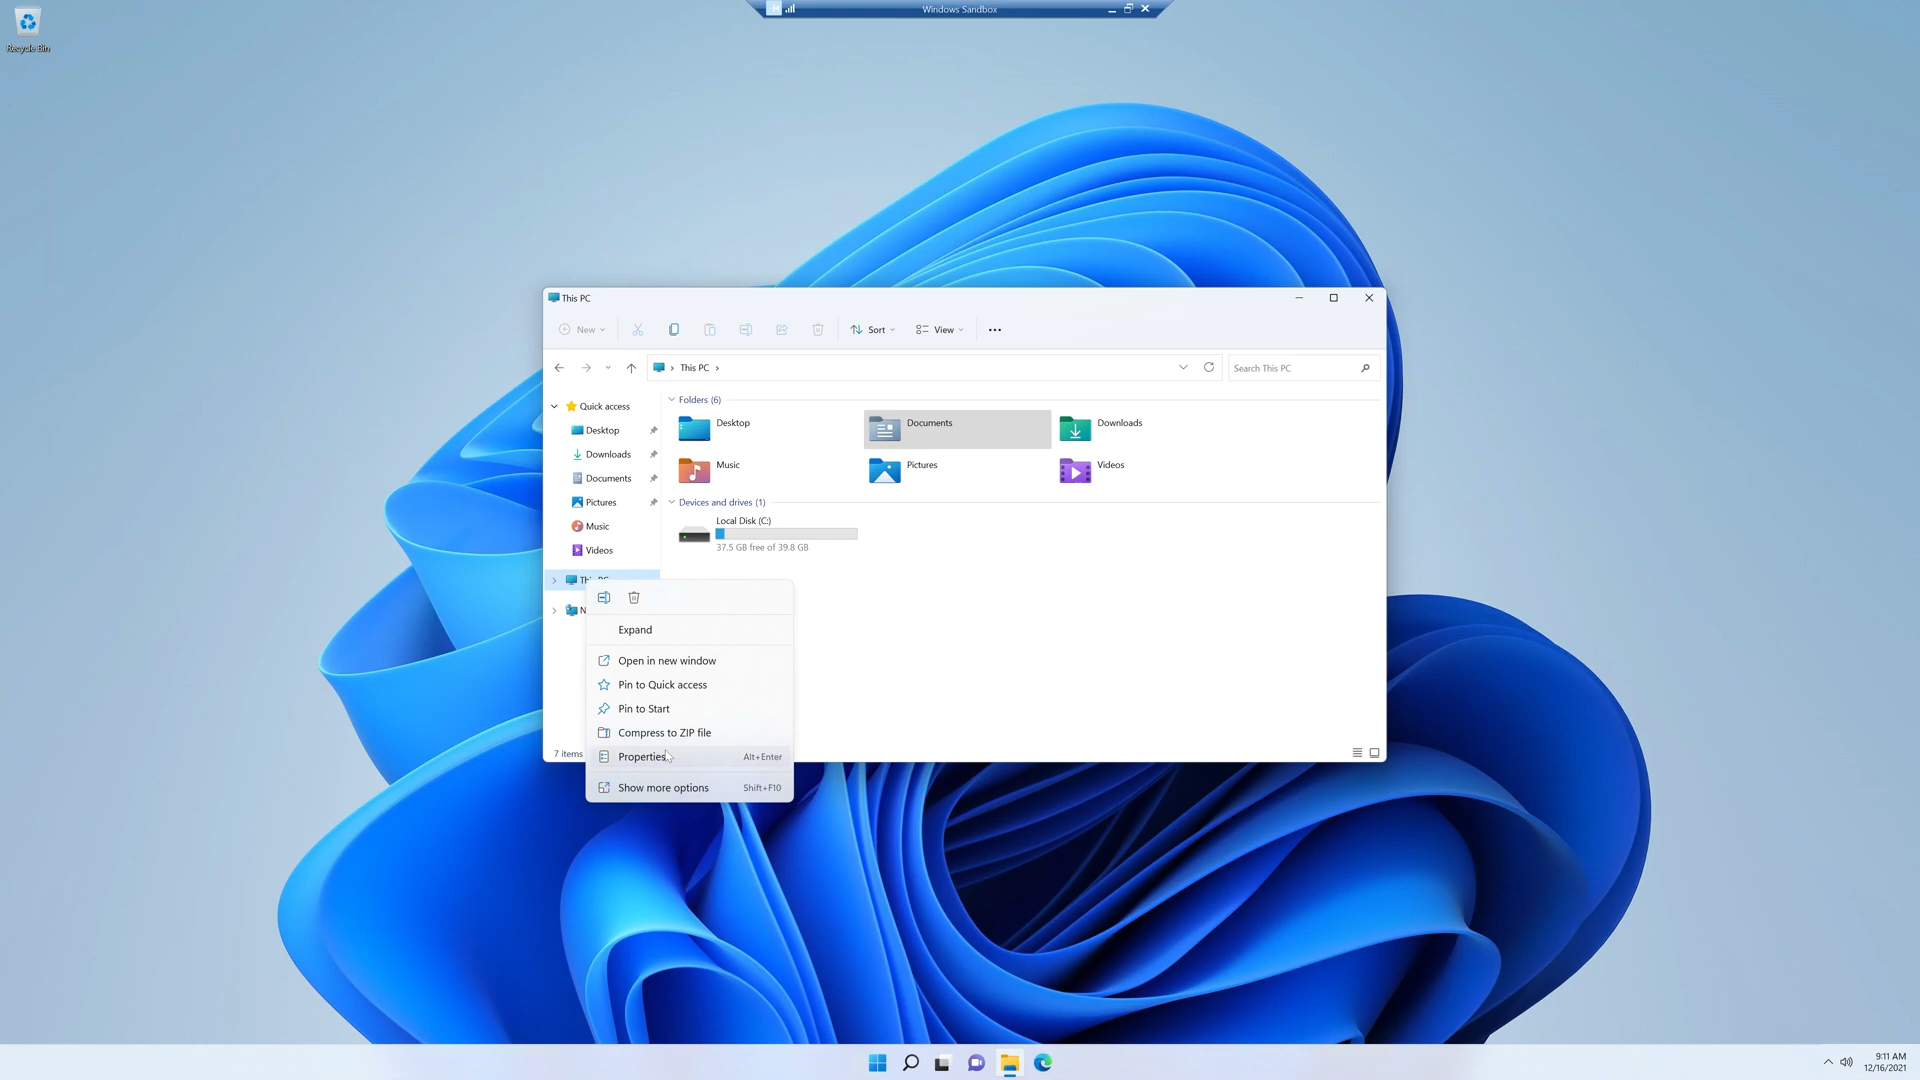 Windows Sandbox
Recycle Bin
This PC
New
Sort
View
This PC
Search This PC
Quick access
Desktop
Downloads
Documents
Pictures
Music
Videos
Folders (6)
Desktop
Documents
Downloads
Music
Pictures
Videos
Devices and drives (1)
Local Disk (C:)
37.5 GB free of 39.8 GB
Expand
Open in new window
Pin to Quick access
Pin to Start
Compress to ZIP file
Properties Alt+Enter
Show more options Shift+F10
7 items
9:11 AM
12/16/2021